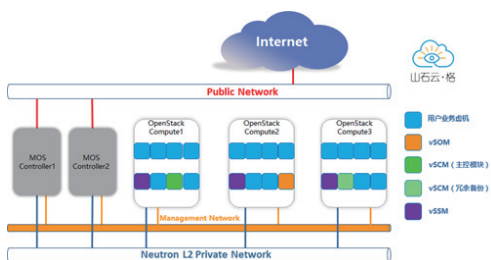 Internet
山石云·格
Public Network
MOS
Controller1
MOS
Controller2
OpenStack
Compute1
OpenStack
Compute2
OpenStack
Compute3
用户业务虚机
vSOM
vSCM（主控模块）
vSCM（冗余备份）
vSSM
Management Network
Neutron L2 Private Network